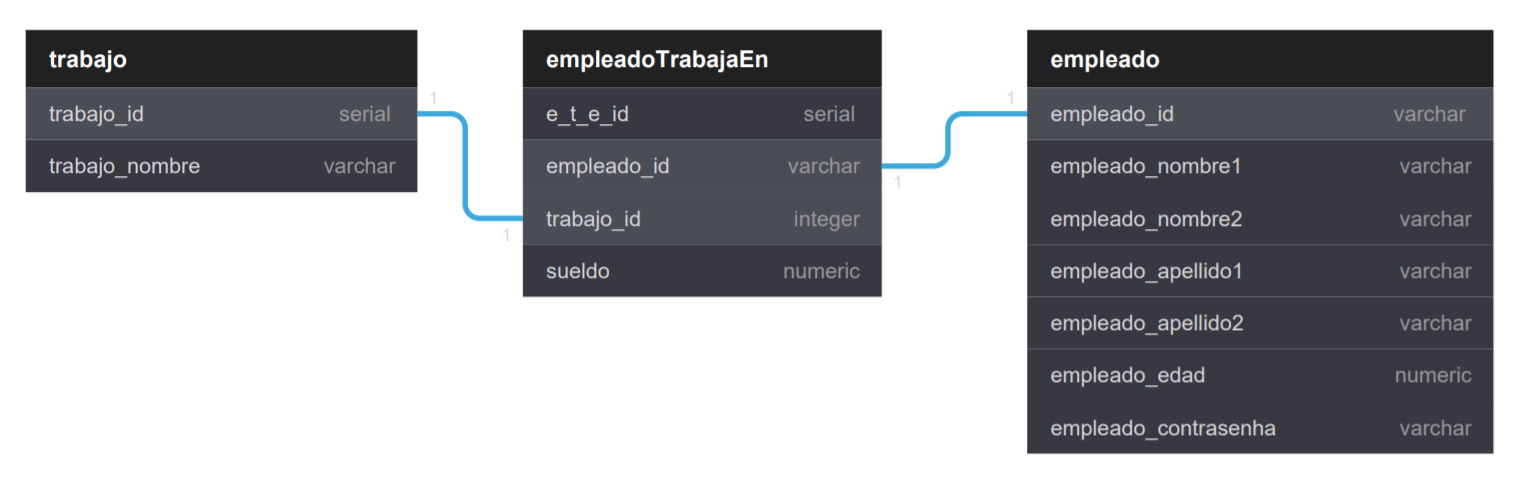 trabajo
trabajo_id serial
trabajo_nombre varchar
1
1
empleadoTrabajaEn
e_t_e_id serial
empleado_id varchar
trabajo_id integer
sueldo numeric
1
1
empleado
empleado_id varchar
empleado_nombre1 varchar
empleado_nombre2 varchar
empleado_apellido1 varchar
empleado_apellido2 varchar
empleado_edad numeric
empleado_contrasenha varchar